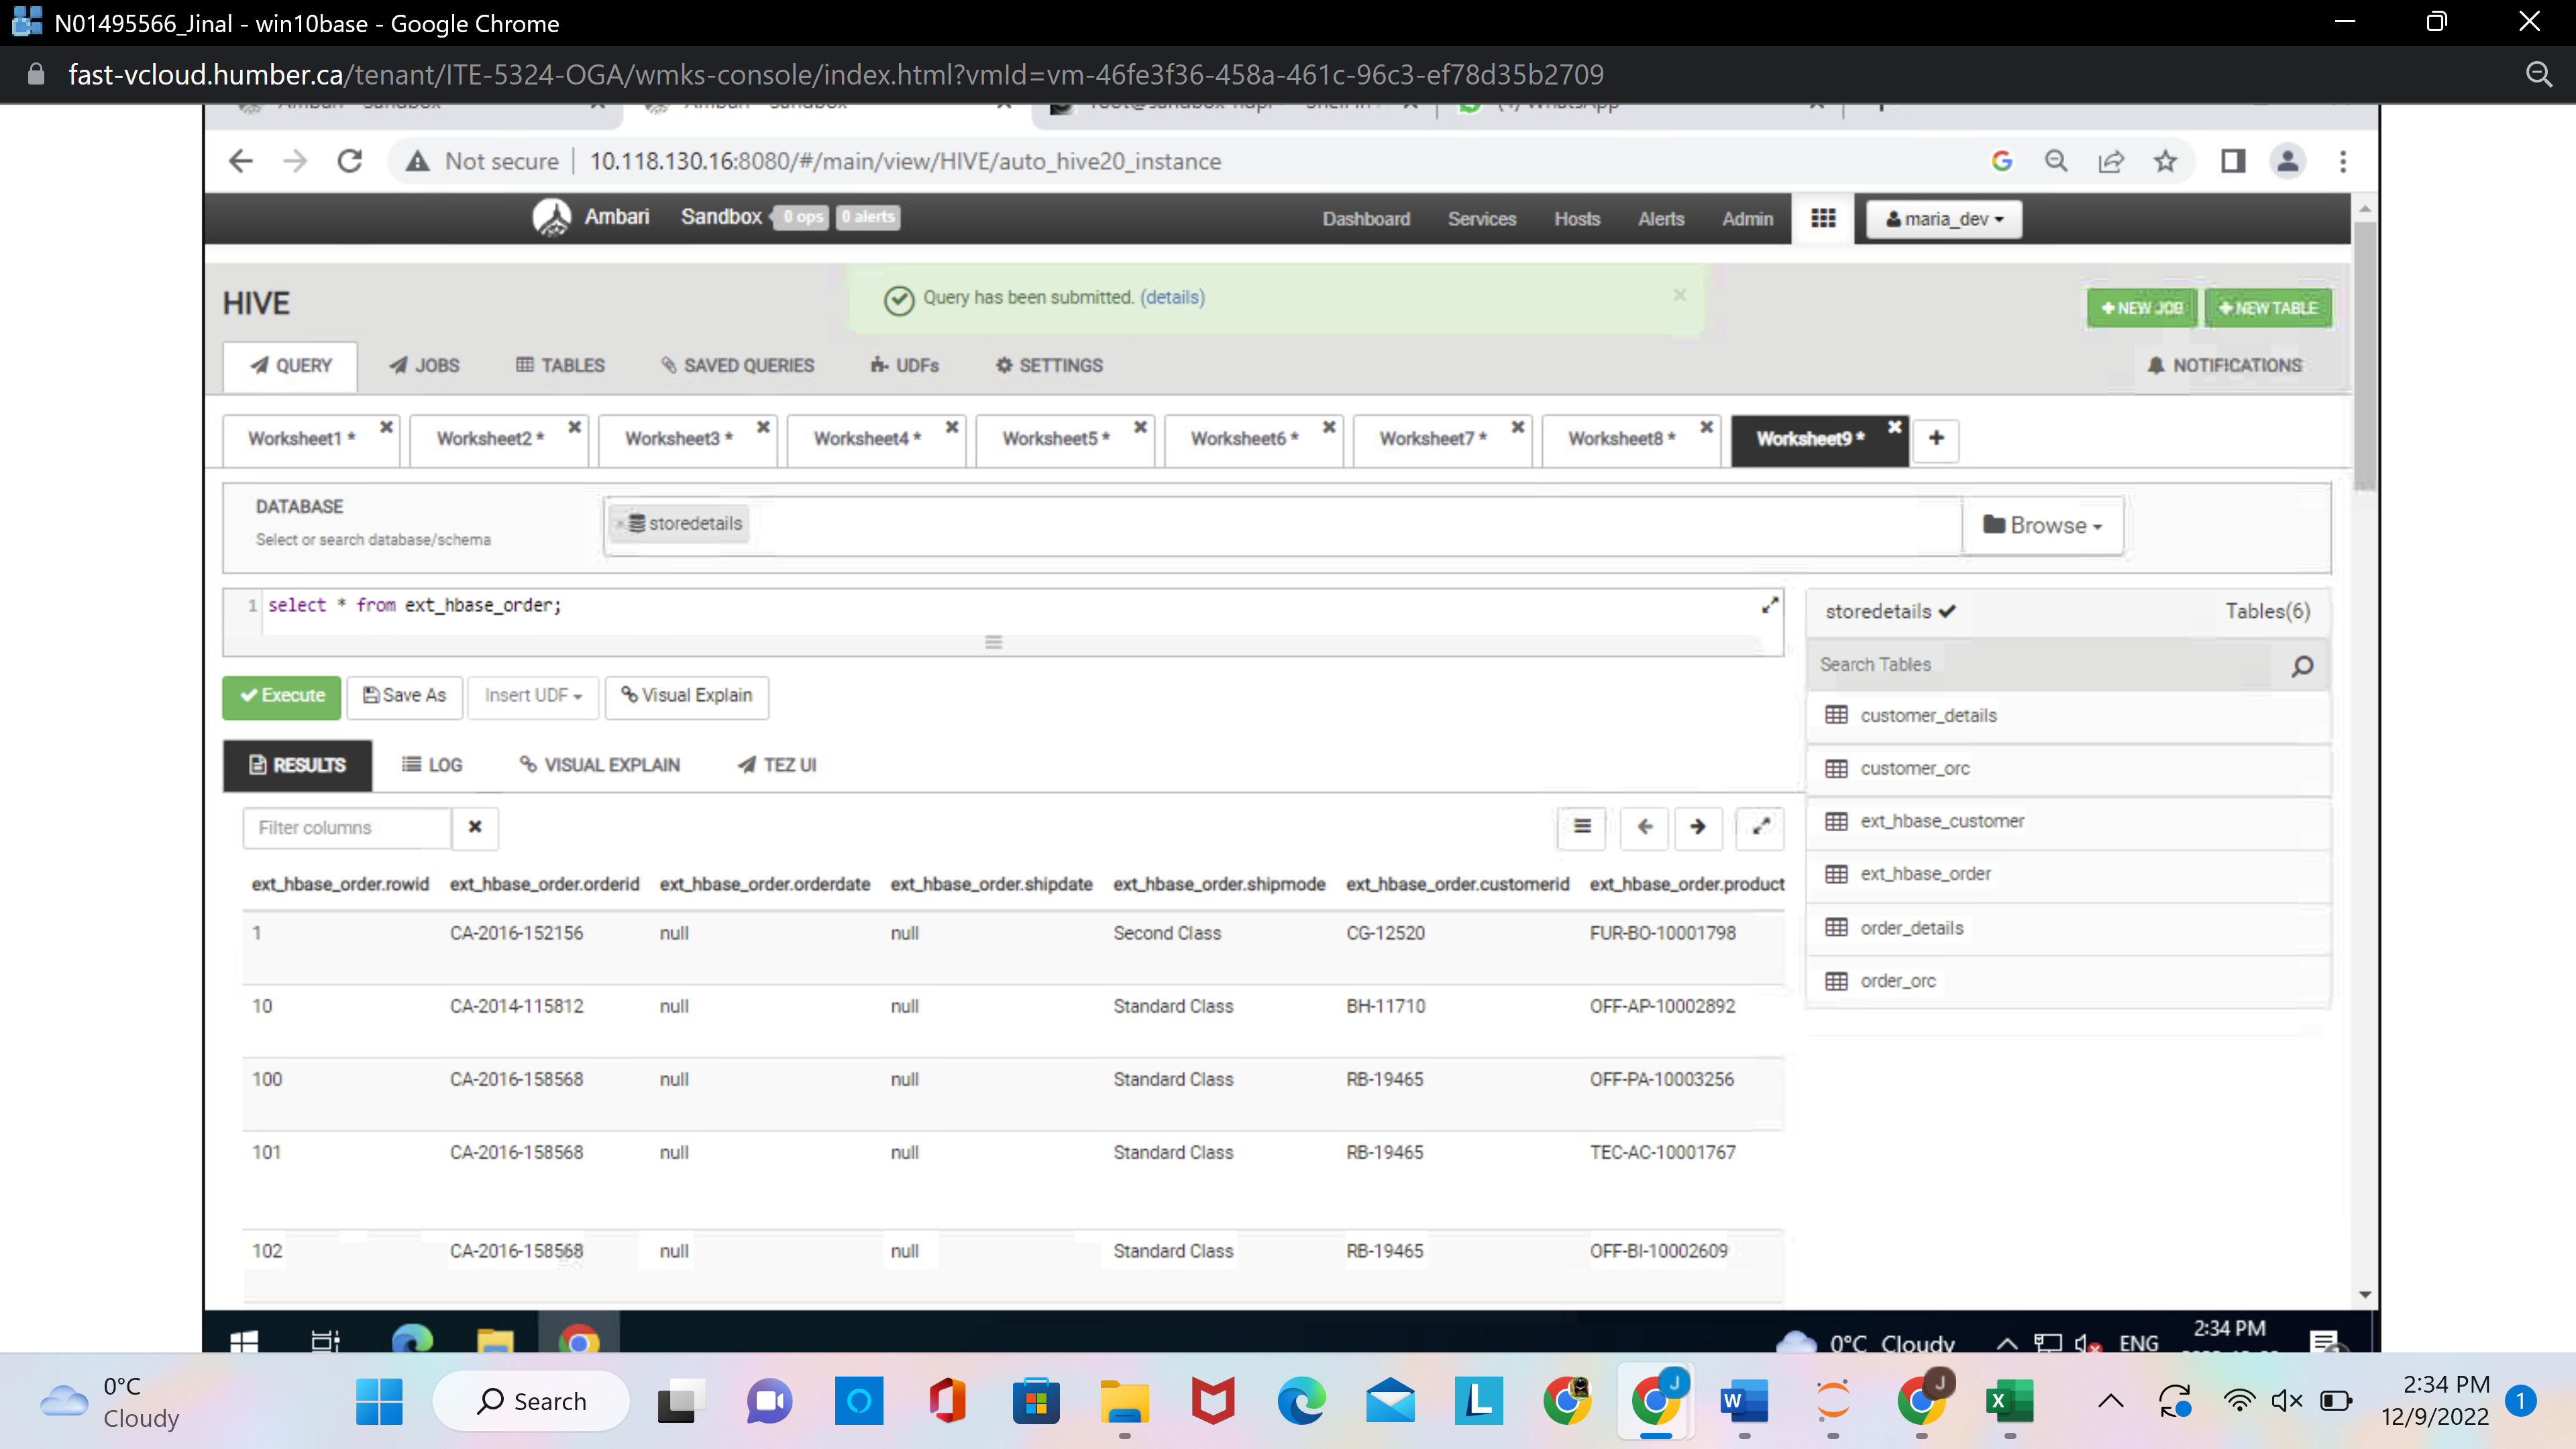 N01495566_Jinal - win10base - Google Chrome
fast-vcloud.humber.ca/tenant/ITE-5324-OGA/wmks-console/index.html?vmId=vm-46fe3f36-458a-461c-96c3-ef78d35b2709
Not secure 10.118.130.16:8080/#/main/view/HIVE/auto_hive20_instance
Ambari Sandbox 0 ops 0 alerts Dashboard Services Hosts Alerts Admin maria_dev
HIVE
Query has been submitted. (details)
NEW JOB NEW TABLE
QUERY JOBS TABLES SAVED QUERIES UDFs SETTINGS NOTIFICATIONS
Worksheet1 * Worksheet2 * Worksheet3 * Worksheet4 * Worksheet5 * Worksheet6 * Worksheet7 * Worksheet8 * Worksheet9 * +
DATABASE
Select or search database/schema
storedetails
Browse
1 select * from ext_hbase_order;
storedetails Tables(6)
Search Tables
customer_details
customer_orc
ext_hbase_customer
ext_hbase_order
order_details
order_orc
Execute Save As Insert UDF Visual Explain
RESULTS LOG VISUAL EXPLAIN TEZ UI
Filter columns
ext_hbase_order.rowid ext_hbase_order.orderid ext_hbase_order.orderdate ext_hbase_order.shipdate ext_hbase_order.shipmode ext_hbase_order.customerid ext_hbase_order.product
1 CA-2016-152156 null null Second Class CG-12520 FUR-BO-10001798
10 CA-2014-115812 null null Standard Class BH-11710 OFF-AP-10002892
100 CA-2016-158568 null null Standard Class RB-19465 OFF-PA-10003256
101 CA-2016-158568 null null Standard Class RB-19465 TEC-AC-10001767
102 CA-2016-158568 null null Standard Class RB-19465 OFF-BI-10002609
0°C Cloudy ENG 2:34 PM
0°C
Cloudy
Search
2:34 PM
12/9/2022
1